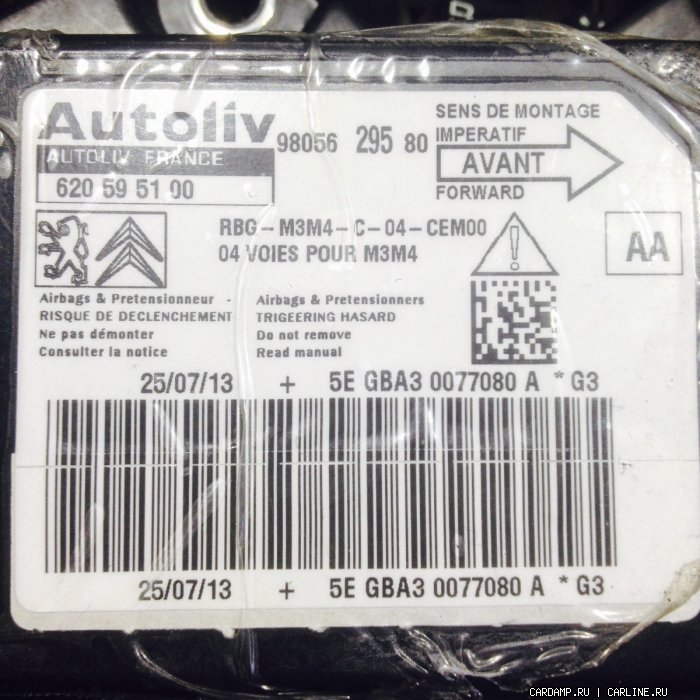 Autoliv
AUTOLIV FRANCE
620 59 51 00
98056 295 80
SENS DE MONTAGE
IMPERATIF
AVANT
FORWARD
RBG-M3M4-C-04-CEM00
04 VOIES POUR M3M4
AA
Airbags & Pretensionneur -
RISQUE DE DECLENCHEMENT
Ne pas démonter
Consulter la notice
Airbags & Pretensionners
TRIGEERING HASARD
Do not remove
Read manual
25/07/13 + 5E GBA3 0077080 A * G3
25/07/13 + 5E GBA3 0077080 A * G3
CARDAMP.RU | CARLINE.RU